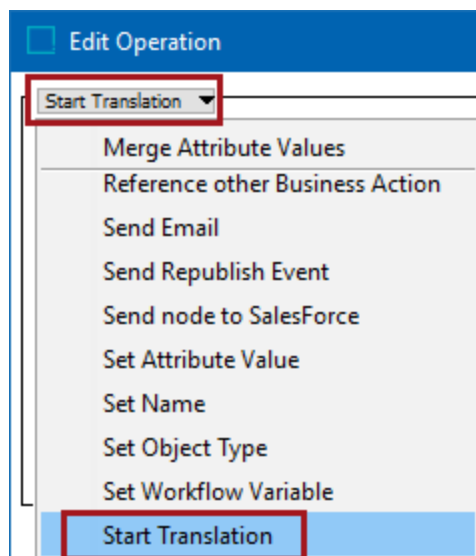 Edit Operation
Start Translation
Merge Attribute Values
Reference other Business Action
Send Email
Send Republish Event
Send node to SalesForce
Set Attribute Value
Set Name
Set Object Type
Set Workflow Variable
Start Translation